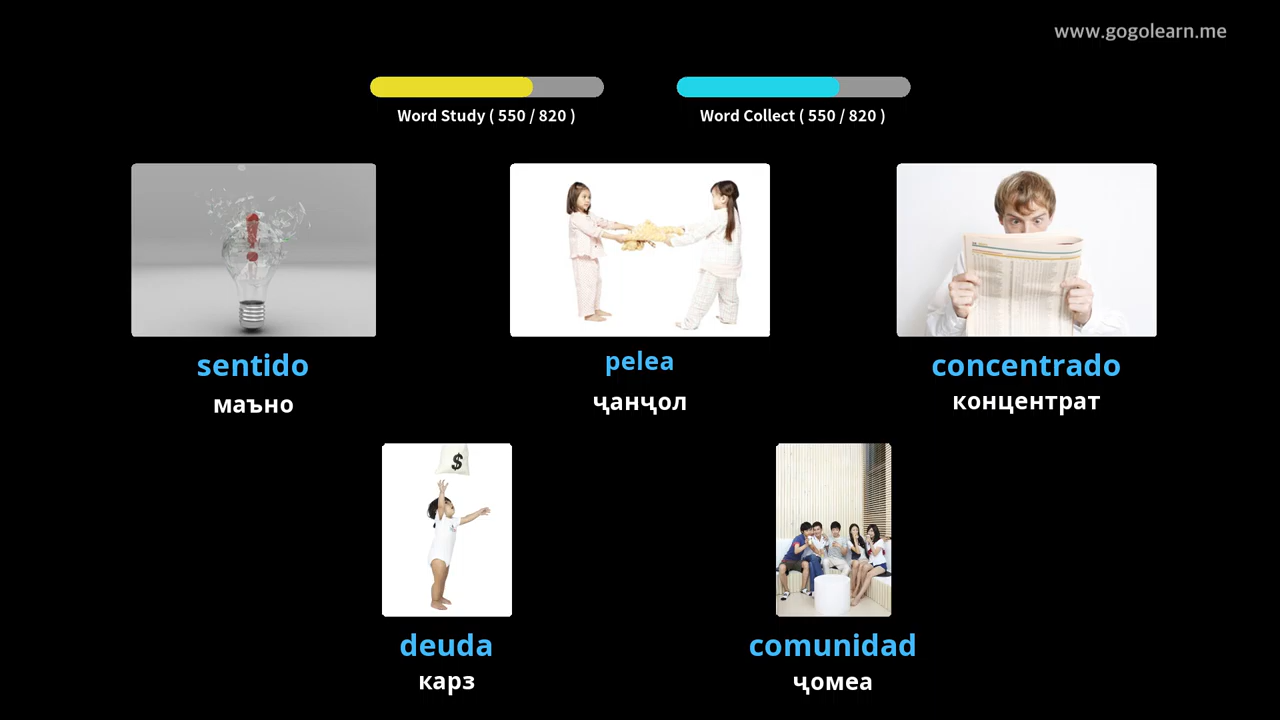 www.gogolearn.me
Word Study ( 550 / 820 )
Word Collect ( 550 / 820 )
sentido
маъно
pelea
ҷанҷол
concentrado
концентрат
$
deuda
карз
comunidad
ҷомеа